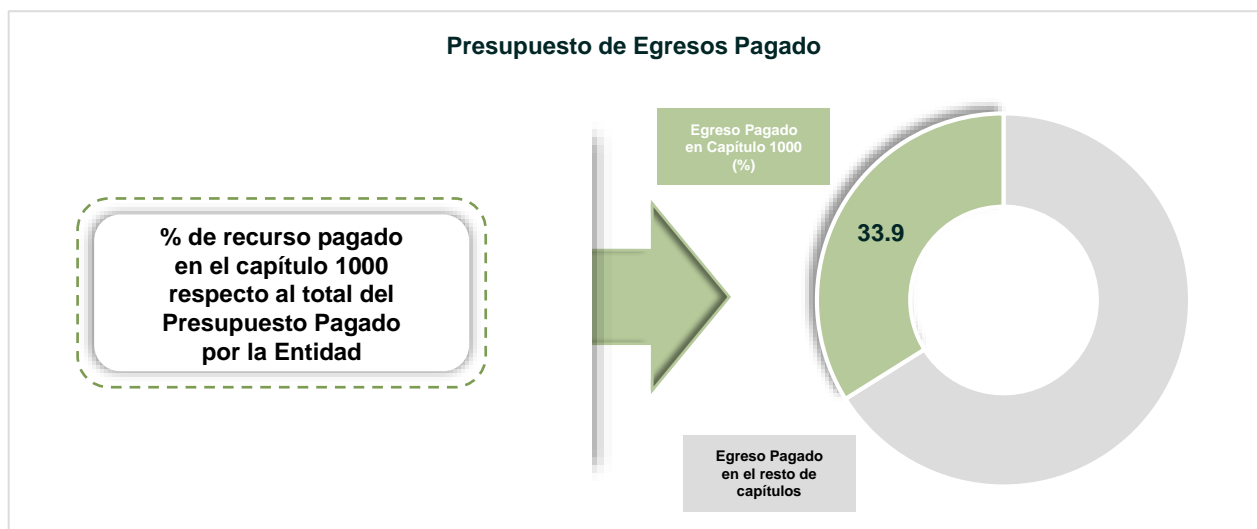 Presupuesto de Egresos Pagado
Egreso Pagado
en Capítulo 1000
(%)
% de recurso pagado
en el capítulo 1000
respecto al total del
Presupuesto Pagado
por la Entidad
33.9
Egreso Pagado
en el resto de
capítulos